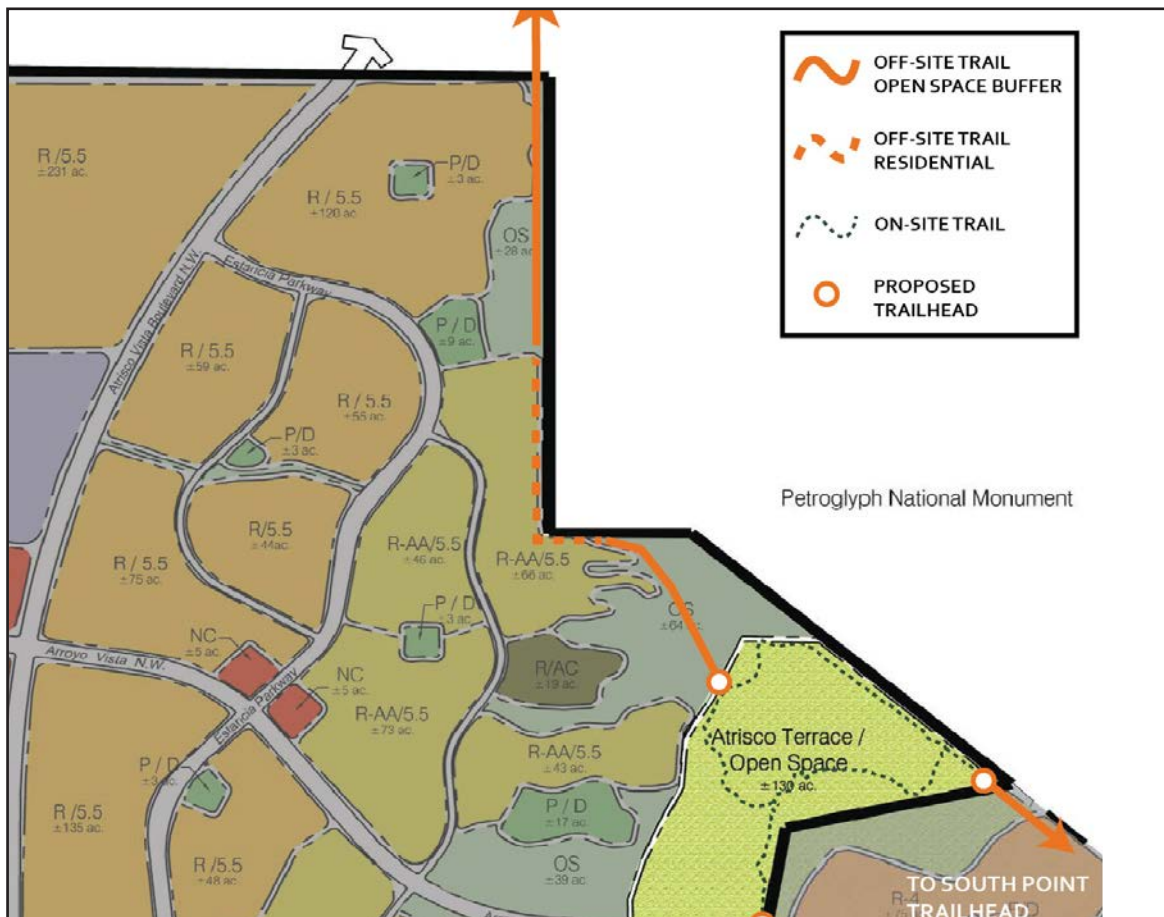 OFF-SITE TRAIL
OPEN SPACE BUFFER
OFF-SITE TRAIL
RESIDENTIAL
ON-SITE TRAIL
PROPOSED
TRAILHEAD
R /5.5
±231 ac.
P/D
±3 ac.
R / 5.5
±120 ac.
OS
±28 ac
Estancia Parkway
Atrisco Vista Boulevard N.W.
P / D
±9 ac.
R / 5.5
±59 ac.
R / 5.5
±55 ac.
P/D
±3 ac.
Petroglyph National Monument
R/5.5
±44ac.
R-AA/5.5
±46 ac.
R-AA/5.5
±66 ac.
R / 5.5
±75 ac.
P / D
±3 ac.
OS
±64 ac.
NC
±5 ac.
Arroyo Vista N.W.
NC
±5 ac.
R/AC
±19 ac.
Estancia Parkway
R-AA/5.5
±73 ac.
Atrisco Terrace /
Open Space
±130 ac.
R-AA/5.5
±43 ac.
P / D
±3 ac.
R /5.5
±135 ac.
P / D
±17 ac.
R /5.5
±48 ac.
OS
±39 ac.
R-4
TO SOUTH POINT
TRAILHEAD